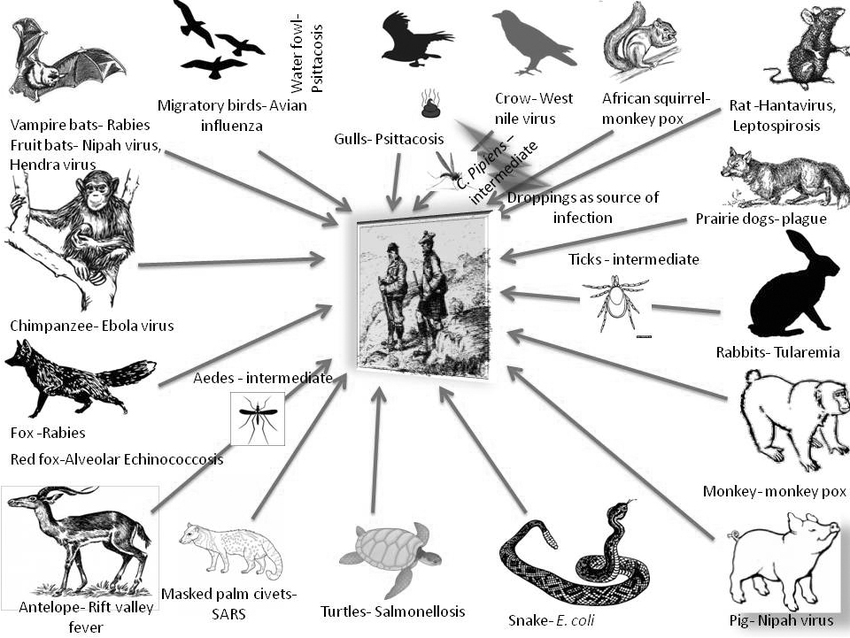 Water fowl-
Psittacosis
Migratory birds- Avian
influenza
Vampire bats- Rabies
Fruit bats- Nipah virus,
Hendra virus
Gulls- Psittacosis
Crow- West
nile virus
African squirrel-
monkey pox
Rat -Hantavirus,
Leptospirosis
C. Pipiens –
intermediate
Droppings as source of
infection
Prairie dogs- plague
Ticks - intermediate
Chimpanzee- Ebola virus
Rabbits- Tularemia
Aedes - intermediate
Fox -Rabies
Red fox-Alveolar Echinococcosis
Monkey- monkey pox
Antelope- Rift valley
fever
Masked palm civets-
SARS
Turtles- Salmonellosis
Snake- E. coli
Pig- Nipah virus